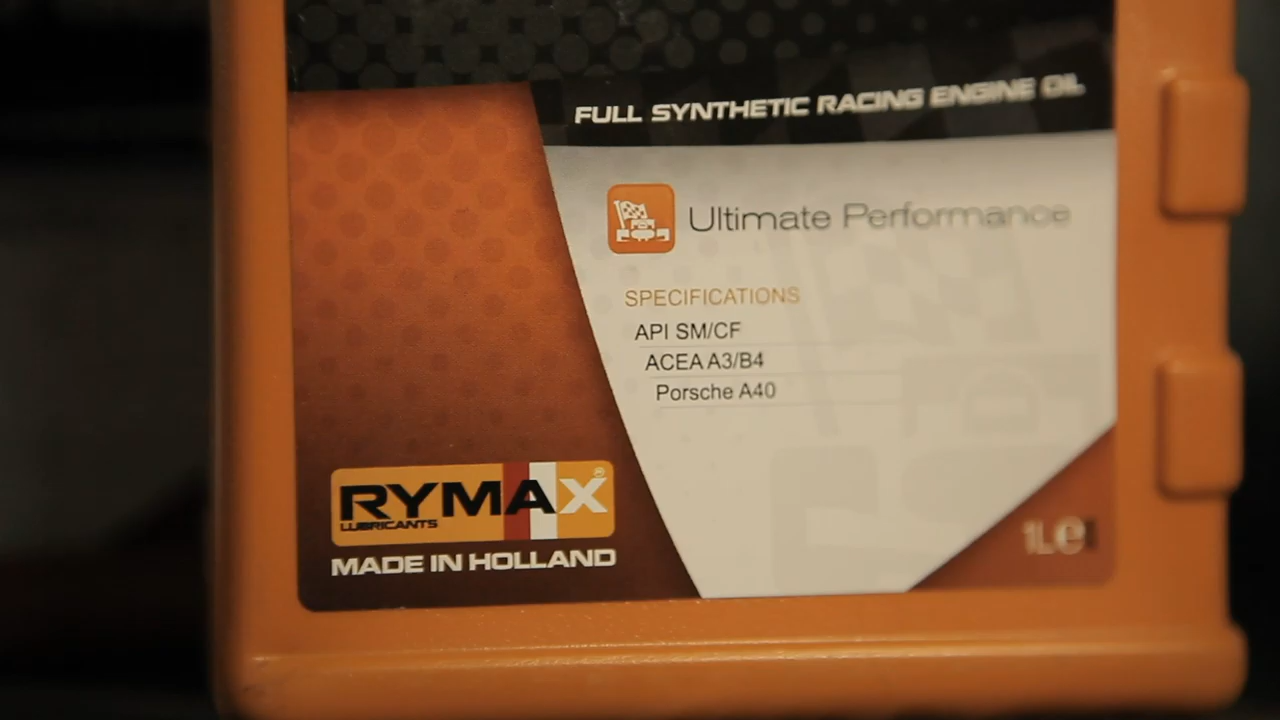 FULL SYNTHETIC RACING ENGINE OIL
Ultimate Performance
SPECIFICATIONS
API SM/CF
ACEA A3/B4
Porsche A40
RYMAX®
LUBRICANTS
MADE IN HOLLAND
1L e